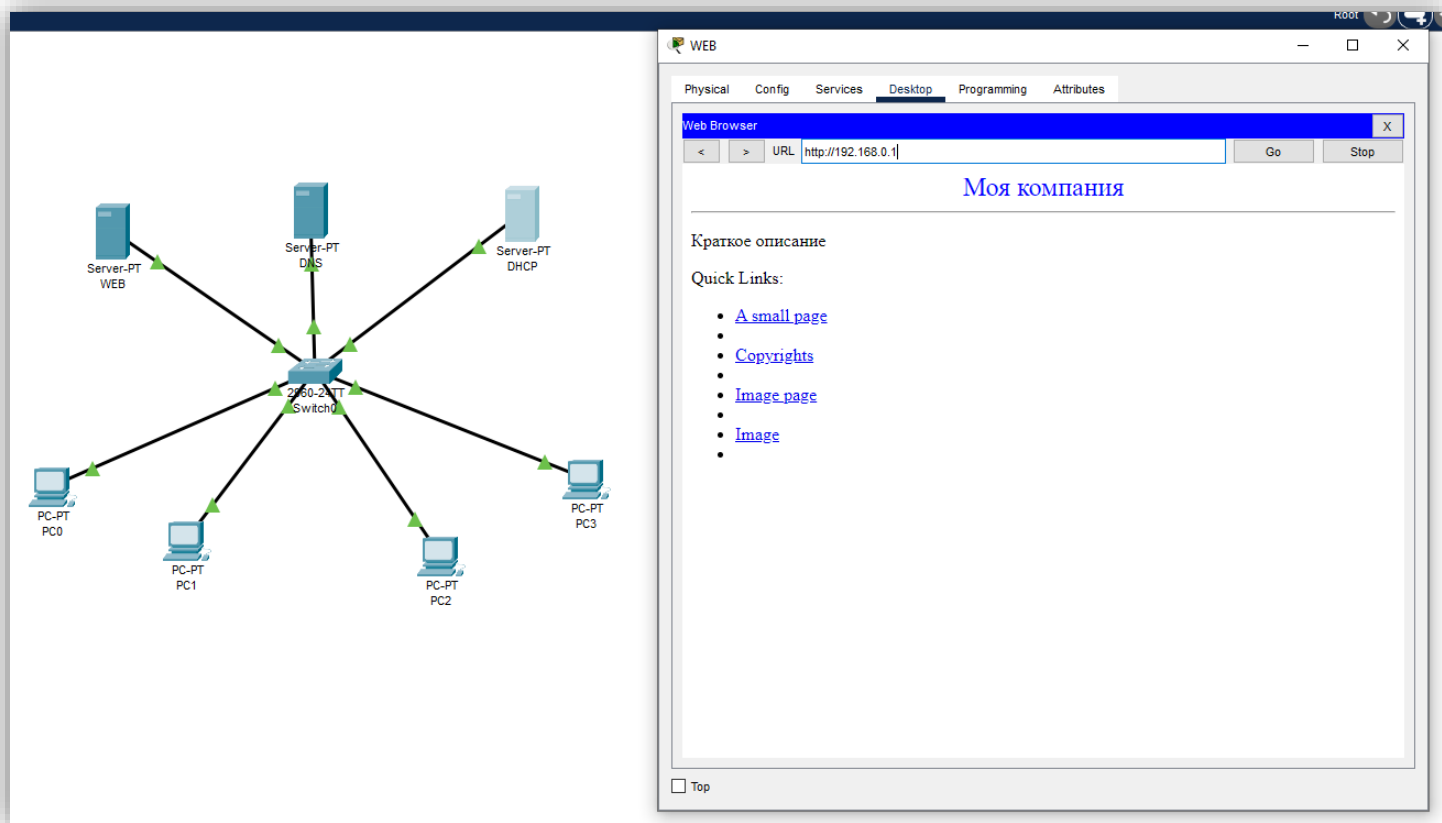 Root
WEB
Physical Config Services Desktop Programming Attributes
Web Browser X
< > URL http://192.168.0.1 Go Stop
Моя компания
Краткое описание
Quick Links:
A small page
Copyrights
Image page
Image
Top
Server-PT
WEB
Server-PT
DNS
Server-PT
DHCP
2960-24TT
Switch0
PC-PT
PC0
PC-PT
PC1
PC-PT
PC2
PC-PT
PC3